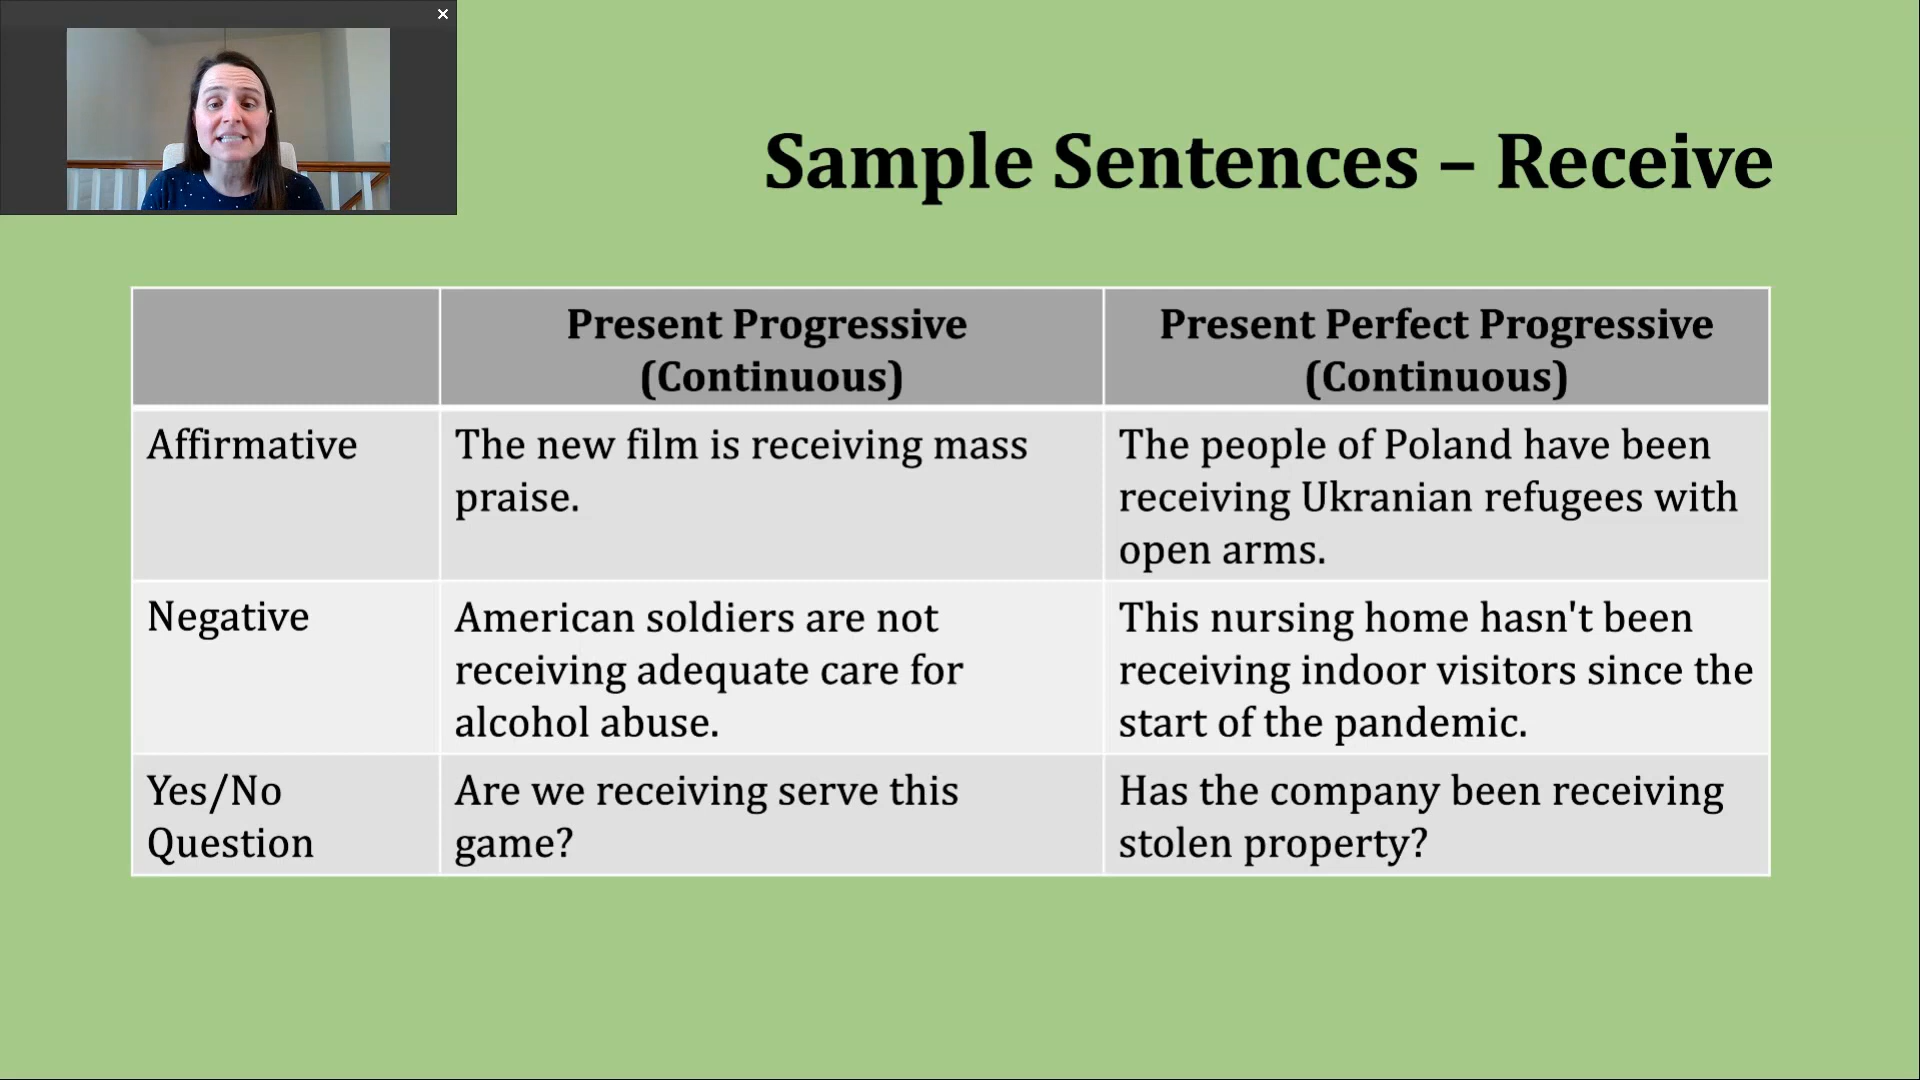 Sample Sentences – Receive
Present Progressive
(Continuous)
Present Perfect Progressive
(Continuous)
Affirmative
The new film is receiving mass
praise.
The people of Poland have been
receiving Ukranian refugees with
open arms.
Negative
American soldiers are not
receiving adequate care for
alcohol abuse.
This nursing home hasn't been
receiving indoor visitors since the
start of the pandemic.
Yes/No
Question
Are we receiving serve this
game?
Has the company been receiving
stolen property?